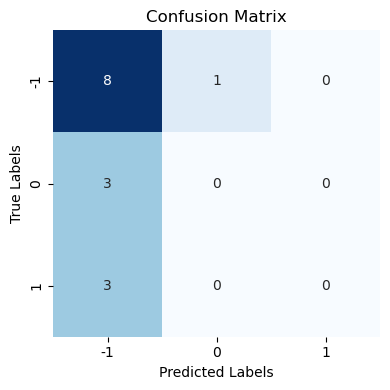 Confusion Matrix
-1 8 1 0
0 3 0 0
1 3 0 0
-1 0 1
True Labels
Predicted Labels